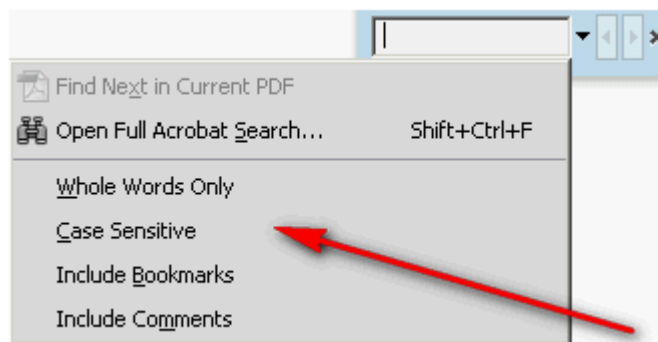 Find Next in Current PDF
Open Full Acrobat Search... Shift+Ctrl+F
Whole Words Only
Case Sensitive
Include Bookmarks
Include Comments